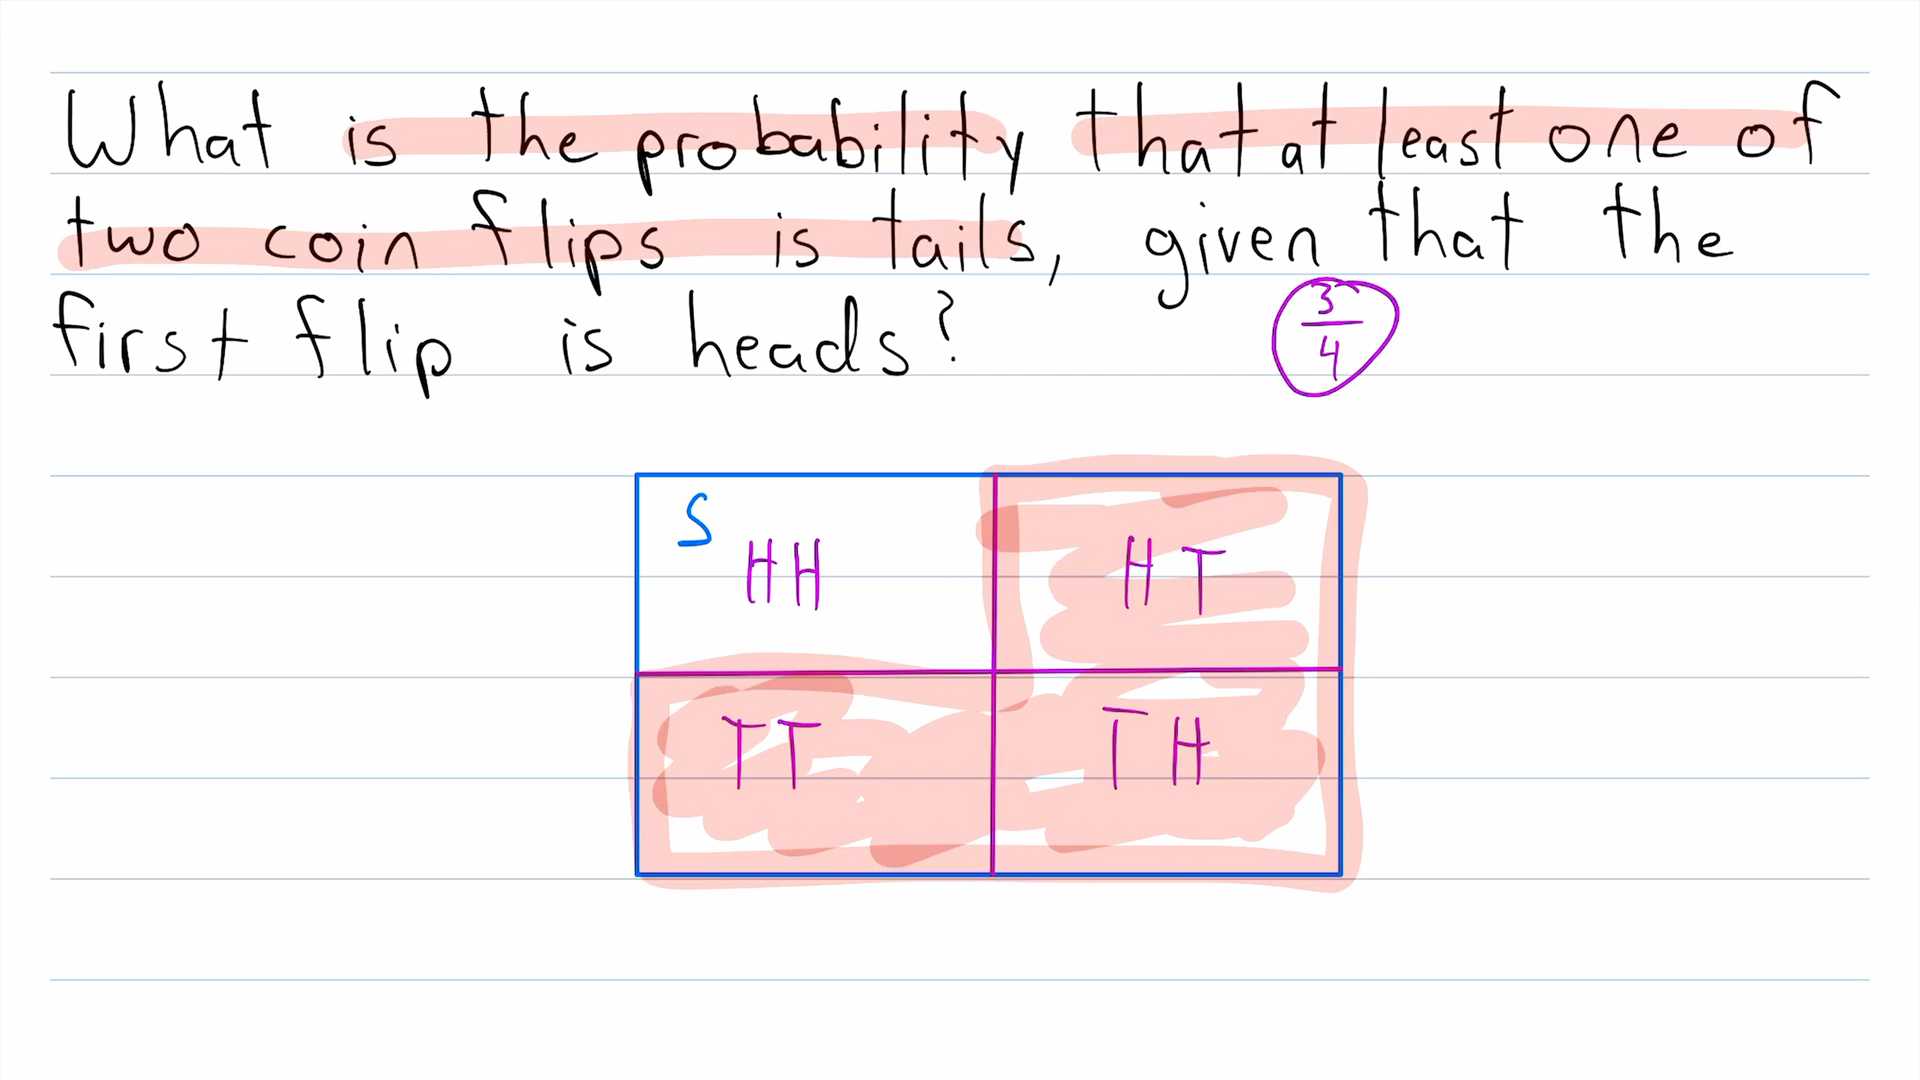 What is the probability that at least one of
two coin flips is tails, given that the
first flip is heads?
3
4
S
HH
HT
TT
TH